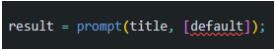 result = prompt(title, [default]);